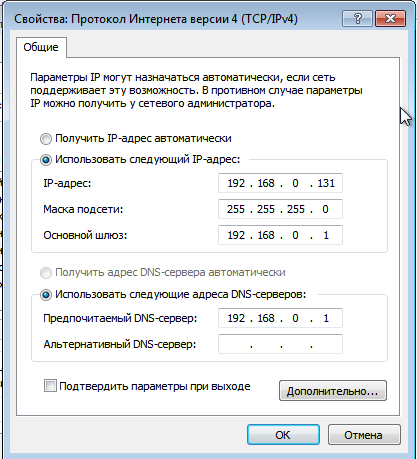 Свойства: Протокол Интернета версии 4 (TCP/IPv4)
Общие
Параметры IP могут назначаться автоматически, если сеть
поддерживает эту возможность. В противном случае параметры
IP можно получить у сетевого администратора.
Получить IP-адрес автоматически
Использовать следующий IP-адрес:
IP-адрес: 192 . 168 . 0 . 131
Маска подсети: 255 . 255 . 255 . 0
Основной шлюз: 192 . 168 . 0 . 1
Получить адрес DNS-сервера автоматически
Использовать следующие адреса DNS-серверов:
Предпочитаемый DNS-сервер: 192 . 168 . 0 . 1
Альтернативный DNS-сервер: . . .
Подтвердить параметры при выходе
Дополнительно...
OK Отмена